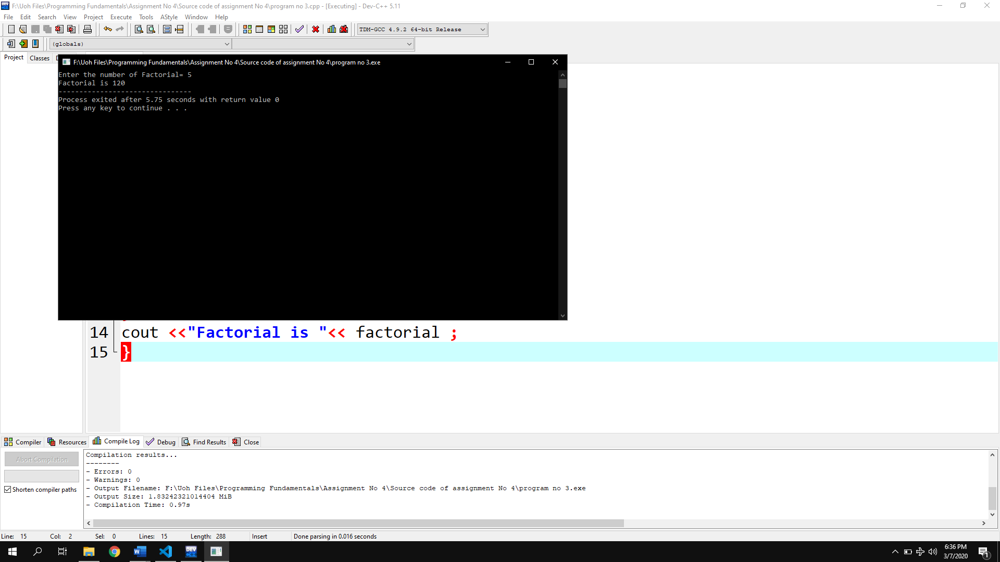 F:\Uoh Files\Programming Fundamentals\Assignment No 4\Source code of assignment No 4\program no 3.cpp - [Executing] - Dev-C++ 5.11
File Edit Search View Project Execute Tools AStyle Window Help
TDM-GCC 4.9.2 64-bit Release
(globals)
Project Classes
F:\Uoh Files\Programming Fundamentals\Assignment No 4\Source code of assignment No 4\program no 3.exe
Enter the number of Factorial= 5
Factorial is 120
--------------------------------
Process exited after 5.75 seconds with return value 0
Press any key to continue . . .
14 cout <<"Factorial is "<< factorial ;
15 }
Compiler Resources Compile Log Debug Find Results Close
Abort Compilation
Shorten compiler paths
Compilation results...
--------
- Errors: 0
- Warnings: 0
- Output Filename: F:\Uoh Files\Programming Fundamentals\Assignment No 4\Source code of assignment No 4\program no 3.exe
- Output Size: 1.83242321014404 MiB
- Compilation Time: 0.97s
Line: 15 Col: 2 Sel: 0 Lines: 15 Length: 288 Insert Done parsing in 0.016 seconds
DEV
6:36 PM
3/7/2020
1